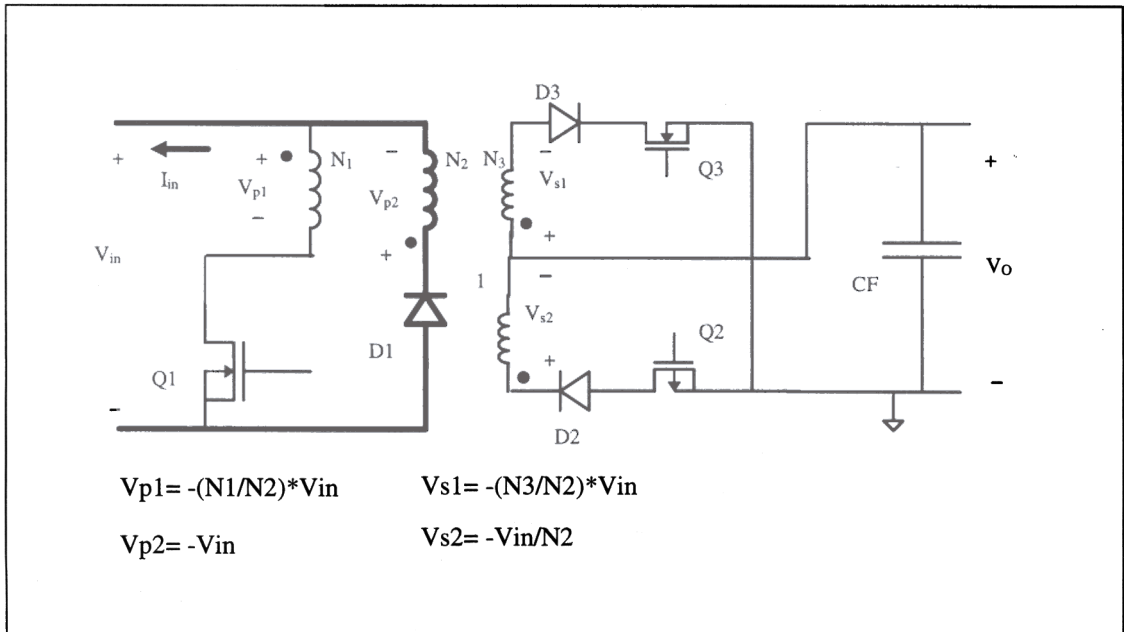 D3
+
Iin
+
Vp1
−
N1
−
Vp2
+
N2
N3
−
Vs1
+
Q3
+
Vin
−
1
−
Vs2
+
Q2
CF
Vo
−
D1
Q1
D2
Vp1= -(N1/N2)*Vin
Vs1= -(N3/N2)*Vin
Vp2= -Vin
Vs2= -Vin/N2